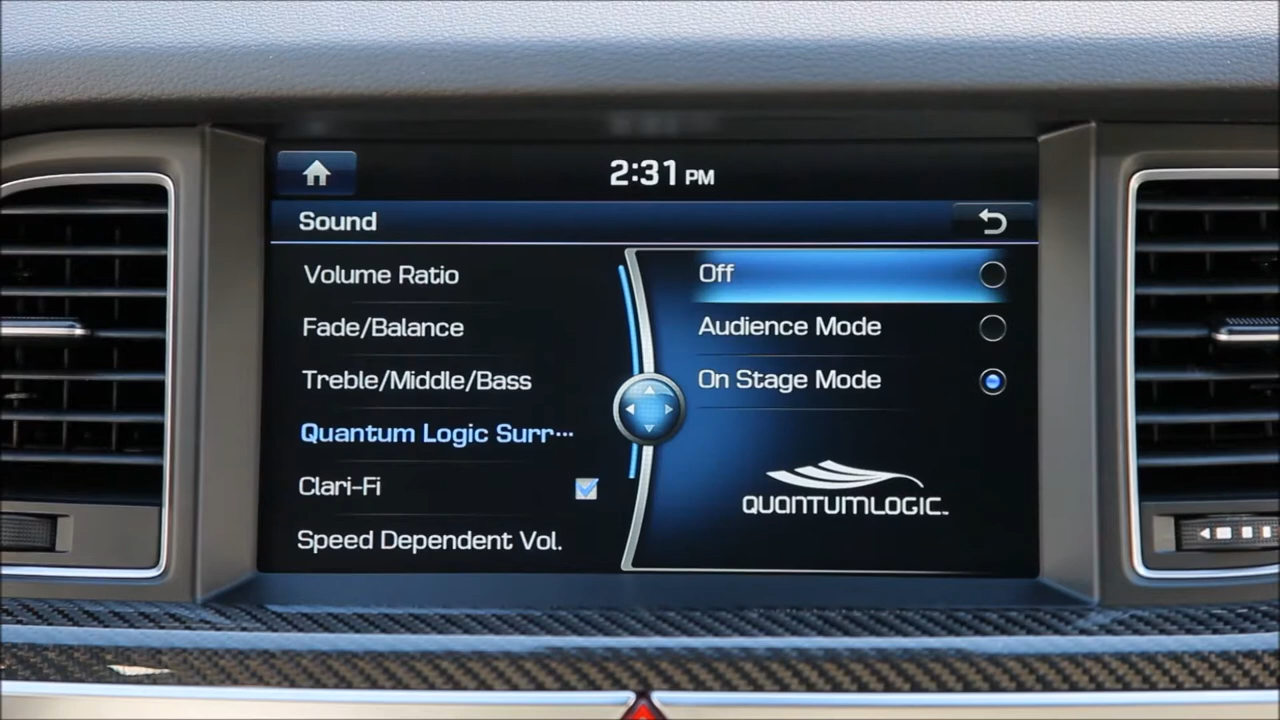 2:31 PM
Sound
Volume Ratio
Fade/Balance
Treble/Middle/Bass
Quantum Logic Surr···
Clari-Fi
Speed Dependent Vol.
Off
Audience Mode
On Stage Mode
QUANTUMLOGIC™